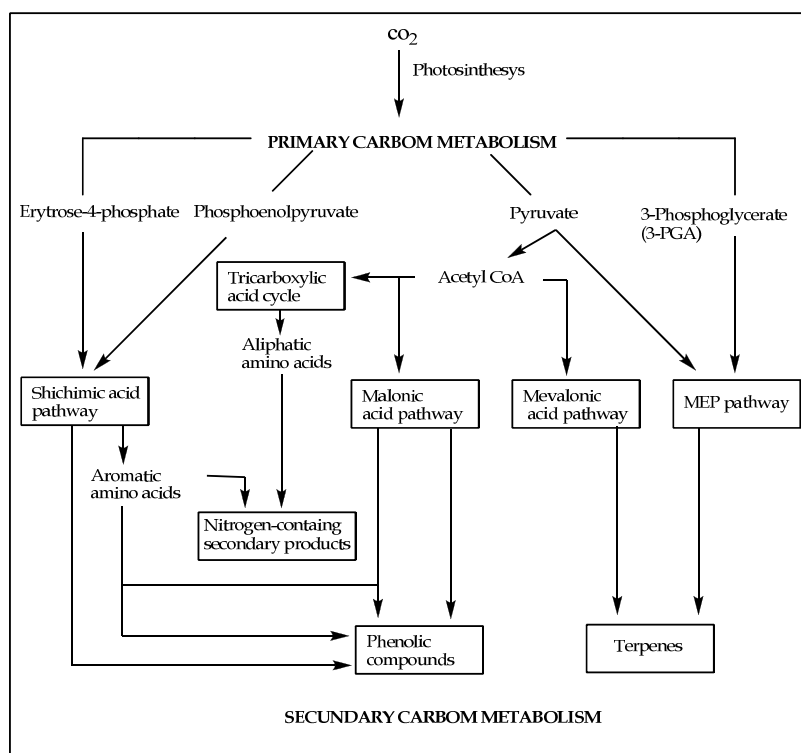 co2
Photosinthesys
PRIMARY CARBOM METABOLISM
Erytrose-4-phosphate
Phosphoenolpyruvate
Pyruvate
3-Phosphoglycerate
(3-PGA)
Tricarboxylic
acid cycle
Acetyl CoA
Aliphatic
amino acids
Shichimic acid
pathway
Malonic
acid pathway
Mevalonic
acid pathway
MEP pathway
Aromatic
amino acids
Nitrogen-containg
secondary products
Phenolic
compounds
Terpenes
SECUNDARY CARBOM METABOLISM